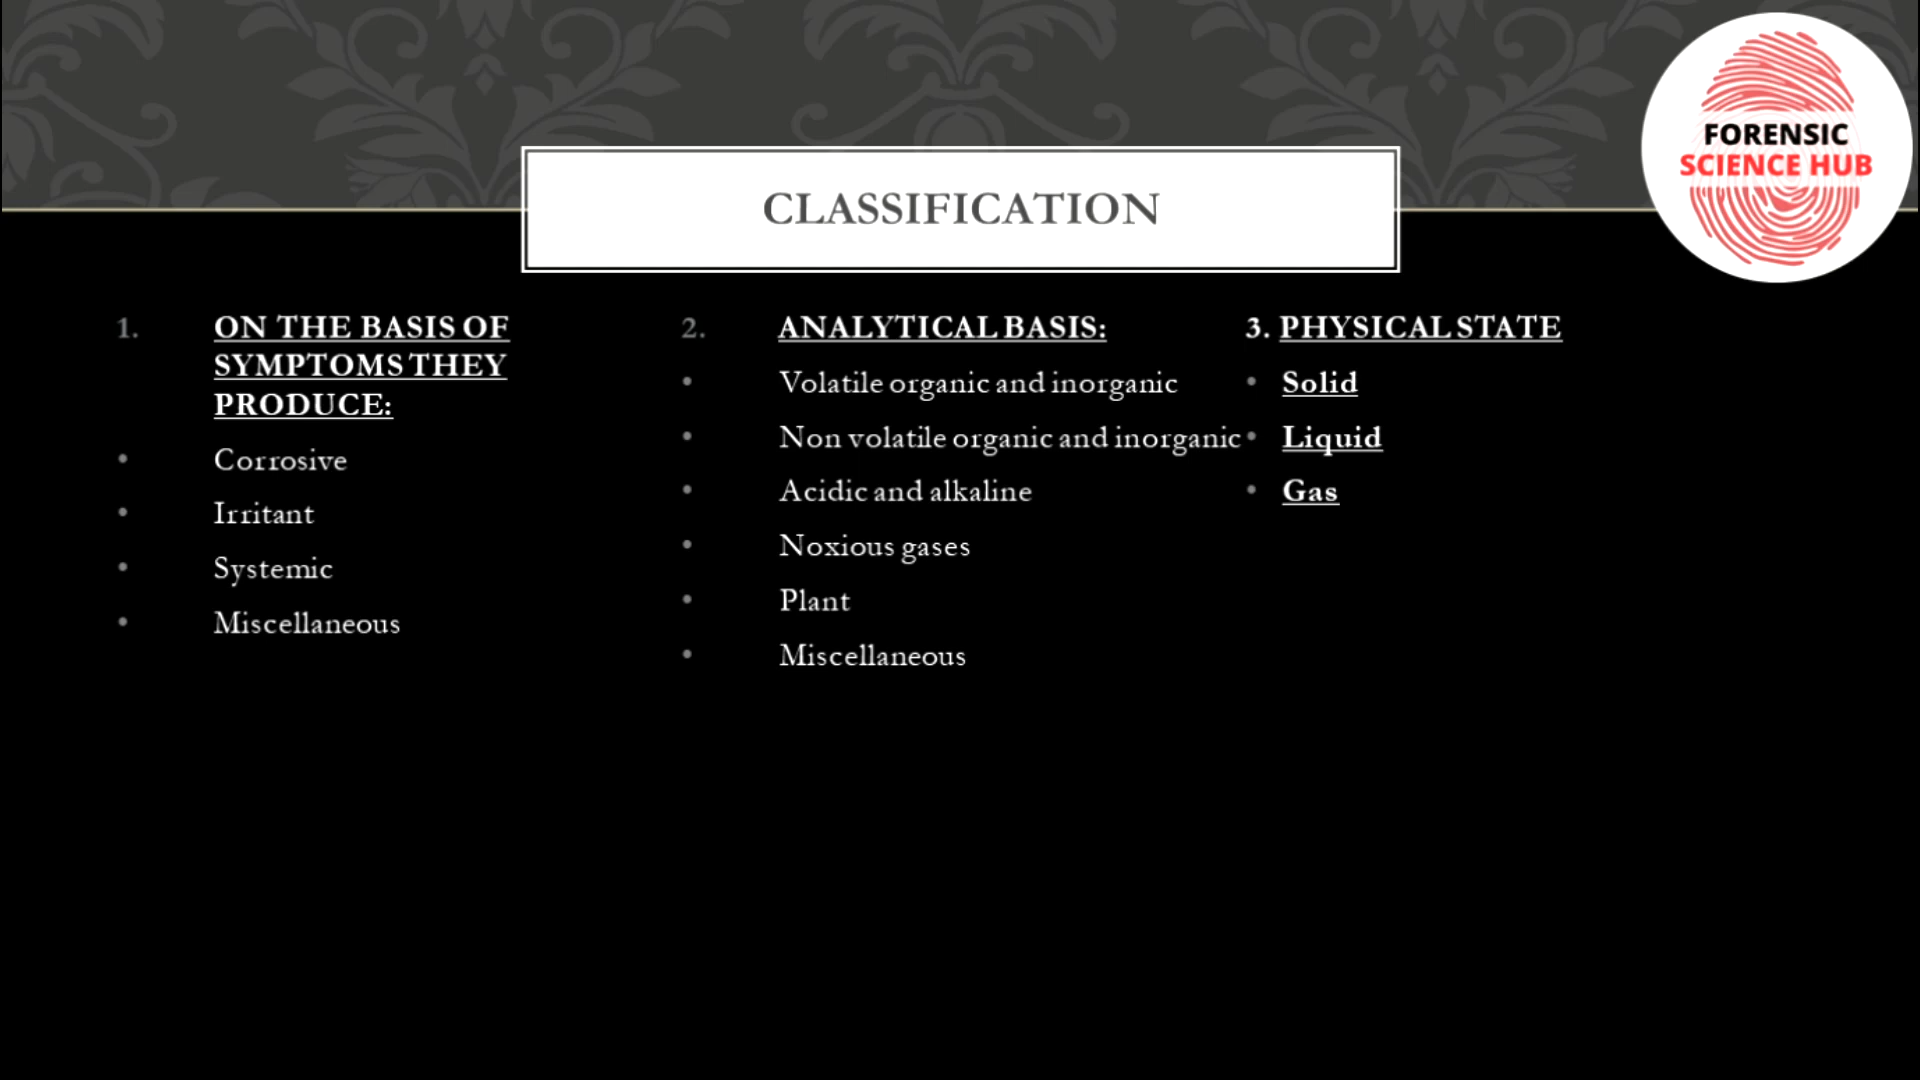 FORENSIC
SCIENCE HUB
CLASSIFICATION
1. ON THE BASIS OF
SYMPTOMS THEY
PRODUCE:
• Corrosive
• Irritant
• Systemic
• Miscellaneous
2. ANALYTICAL BASIS:
• Volatile organic and inorganic
• Non volatile organic and inorganic
• Acidic and alkaline
• Noxious gases
• Plant
• Miscellaneous
3. PHYSICAL STATE
• Solid
• Liquid
• Gas